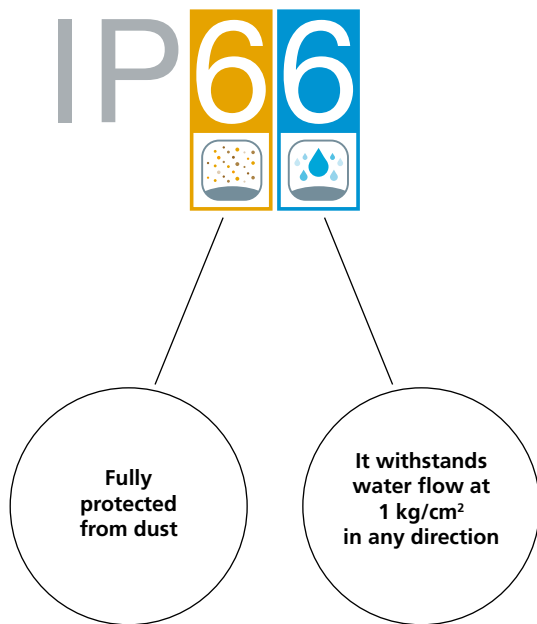 IP66
Fully
protected
from dust
It withstands
water flow at
1 kg/cm²
in any direction